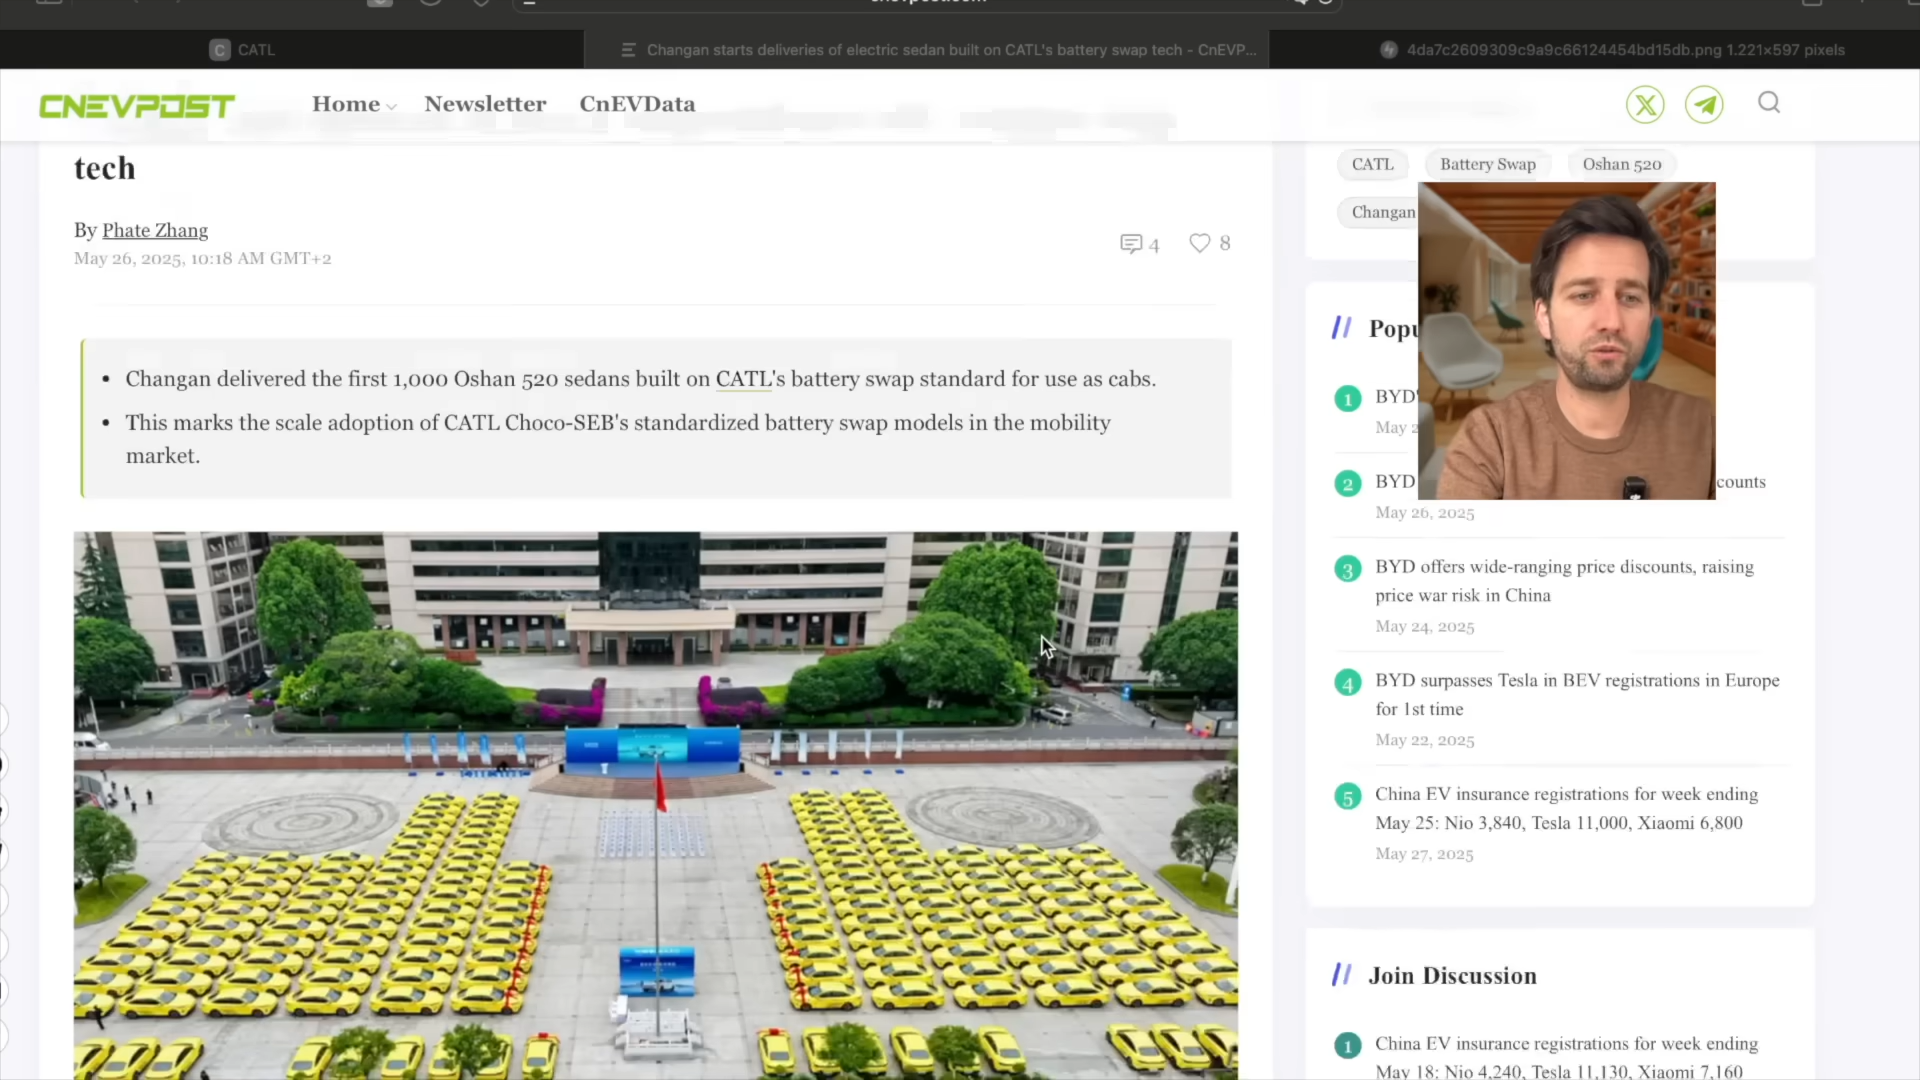 CATL
Changan starts deliveries of electric sedan built on CATL's battery swap tech - CnEVP...
4da7c2609309c9a9c66124454bd15db.png 1.221×597 pixels
CNEVPOST
Home
Newsletter
CnEVData
tech
By Phate Zhang
May 26, 2025, 10:18 AM GMT+2
4
8
• Changan delivered the first 1,000 Oshan 520 sedans built on CATL's battery swap standard for use as cabs.
• This marks the scale adoption of CATL Choco-SEB's standardized battery swap models in the mobility
market.
CATL
Battery Swap
Oshan 520
Changan
1
BYD
2
BYD
counts
May 26, 2025
3
BYD offers wide-ranging price discounts, raising
price war risk in China
May 24, 2025
4
BYD surpasses Tesla in BEV registrations in Europe
for 1st time
May 22, 2025
5
China EV insurance registrations for week ending
May 25: Nio 3,840, Tesla 11,000, Xiaomi 6,800
May 27, 2025
// Join Discussion
1
China EV insurance registrations for week ending
May 18: Nio 4,240, Tesla 11,130, Xiaomi 7,160